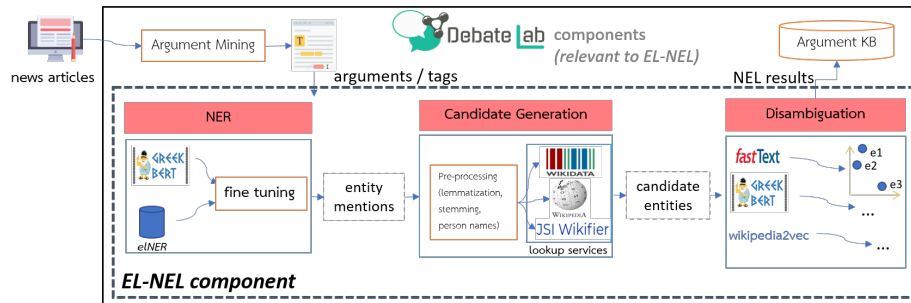 news articles
Argument Mining
T
DebateLab
components
(relevant to EL-NEL)
Argument KB
arguments / tags
NEL results
NER
GREEK
BERT
elNER
fine tuning
entity
mentions
Candidate Generation
Pre-processing
(lemmatization,
stemming,
person names)
WIKIDATA
WIKIPEDIA
JSI Wikifier
lookup services
candidate
entities
Disambiguation
fastText
GREEK
BERT
wikipedia2vec
e1
e2
e3
...
...
EL-NEL component